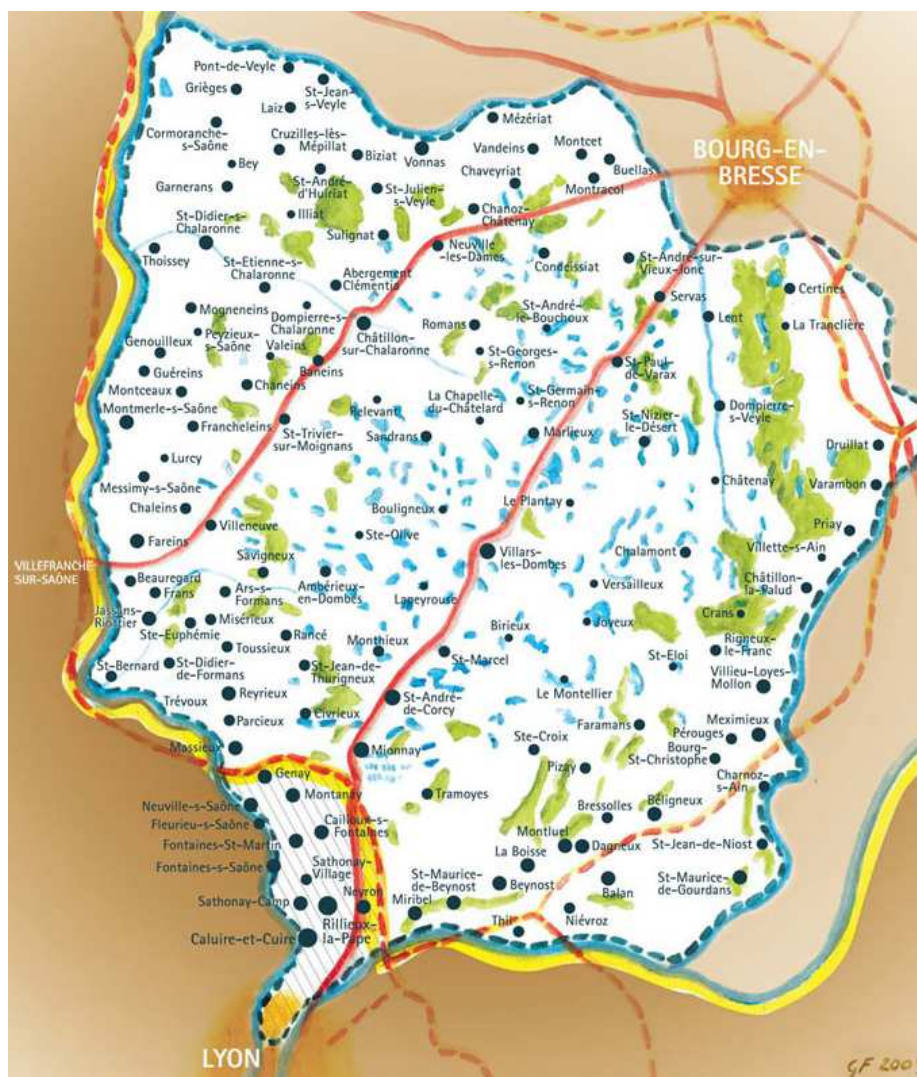 Pont-de-Veyle
Grièges
St-Jean-
s-Veyle
Laiz
Mézériat
Cormoranche-
s-Saône
Cruzilles-lès-
Mépillat
Biziat
Vonnas
Vandeins
Montcet
BOURG-EN-
BRESSE
Bey
Buellas
Garnerans
St-André-
d'Huiriat
St-Julien-
s-Veyle
Chaveyriat
Montracol
Illiat
Chanoz-
Châtenay
St-Didier-s-
Chalaronne
Sulignat
Neuville
-les-Dames
Thoissey
St-Etienne-s-
Chalaronne
Abergement
Clémentia
Condeissiat
St-André-sur-
Vieux-Jonc
Certines
Mogneneins
Dompierre-s-
Chalaronne
Servas
Peyzieux-
s-Saône
Valeins
Châtillon-
sur-Chalaronne
Romans
St-André-
le-Bouchoux
Lent
La Tranclière
Genouilleux
St-Georges-
s-Renon
Guéreins
Baneins
St-Paul-
de-Varax
Montceaux
Chaneins
Relevant
La Chapelle-
du-Châtelard
St-Germain-
s-Renon
Montmerle-s-Saône
Francheleins
St-Trivier-
sur-Moignans
Sandrans
Marlieux
St-Nizier-
le-Désert
Dompierre-
s-Veyle
Druillat
Lurcy
Messimy-s-Saône
Châtenay
Varambon
Chaleins
Bouligneux
Le Plantay
Villeneuve
Priay
Fareins
Ste-Olive
Savigneux
Villars-
les-Dombes
Chalamont
Villette-s-Ain
VILLEFRANCHE
SUR-SAÔNE
Beauregard
Frans
Ars-s-
Formans
Ambérieux-
en-Dombes
Lapeyrouse
Versailleux
Châtillon-
la-Palud
Jassans-
Riottier
Misérieux
Crans
Ste-Euphémie
Rancé
Birieux
Joyeux
Toussieux
Monthieux
Rigneux-
le-Franc
St-Bernard
St-Didier-
de-Formans
St-Jean-de-
Thurigneux
St-Marcel
St-Eloi
Villieu-Loyes-
Mollon
Trévoux
Reyrieux
St-André-
de-Corcy
Le Montellier
Parcieux
Civrieux
Faramans
Meximieux
Pérouges
Massieux
Mionnay
Ste-Croix
Bourg-
St-Christophe
Genay
Pizay
Charnoz-
s-Ain
Neuville-s-Saône
Montanay
Tramoyes
Bressolles
Béligneux
Fleurieu-s-Saône
Cailloux-s-
Fontaines
Montluel
Fontaines-St-Martin
Dagneux
St-Jean-de-Niost
Fontaines-s-Saône
Sathonay-
Village
La Boisse
St-Maurice-
de-Beynost
Beynost
Balan
St-Maurice-
de-Gourdans
Sathonay-Camp
Neyron
Miribel
Rillieux-
la-Pape
Thil
Niévroz
Caluire-et-Cuire
LYON